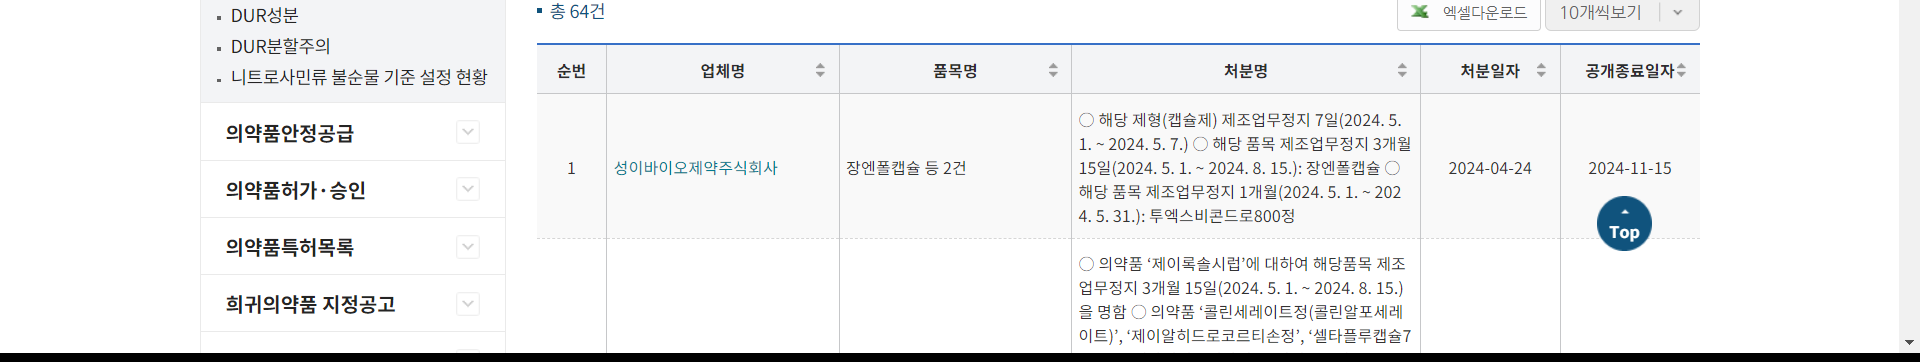 DUR성분
DUR분할주의
니트로사민류 불순물 기준 설정 현황
의약품안정공급
의약품허가·승인
의약품특허목록
희귀의약품 지정공고
총 64건
엑셀다운로드
10개씩보기
순번 업체명 품목명 처분명 처분일자 공개종료일자
1 성이바이오제약주식회사 장엔폴캡슐 등 2건
○ 해당 제형(캡슐제) 제조업무정지 7일(2024. 5.
1. ~ 2024. 5. 7.) ○ 해당 품목 제조업무정지 3개월
15일(2024. 5. 1. ~ 2024. 8. 15.): 장엔폴캡슐 ○
해당 품목 제조업무정지 1개월(2024. 5. 1. ~ 202
4. 5. 31.): 투엑스비콘드로800정
2024-04-24 2024-11-15
Top
○ 의약품 ‘제이록솔시럽’에 대하여 해당품목 제조
업무정지 3개월 15일(2024. 5. 1. ~ 2024. 8. 15.)
을 명함 ○ 의약품 ‘콜린세레이트정(콜린알포세레
이트)’, ‘제이알히드로코르티손정’, ‘셀타플루캡슐7